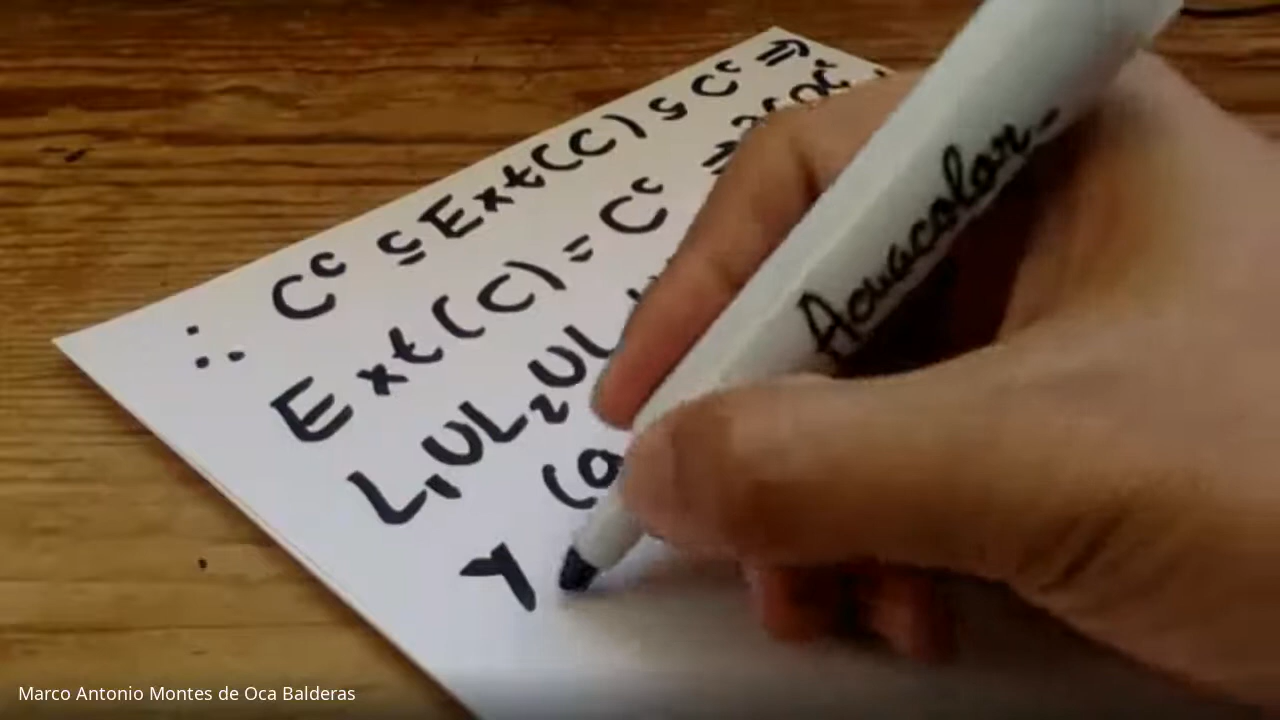 ∴ Cᶜ ⊆ Ext(C) ⊆ Cᶜ ⇒
Ext(C) = Cᶜ ⇒ ∂C
L₁UL₂U
(a
y
Aquacolor
Marco Antonio Montes de Oca Balderas